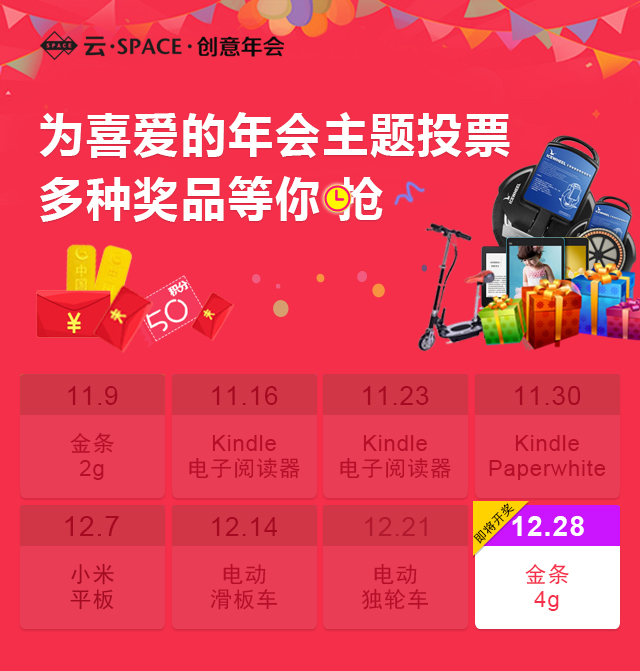 SPACE 云·SPACE·创意年会
为喜爱的年会主题投票
多种奖品等你 抢
ICEWHEEL
中国
¥
积分
50
11.9
11.16
11.23
11.30
金条
2g
Kindle
电子阅读器
Kindle
电子阅读器
Kindle
Paperwhite
12.7
12.14
12.21
即将开奖
12.28
小米
平板
电动
滑板车
电动
独轮车
金条
4g